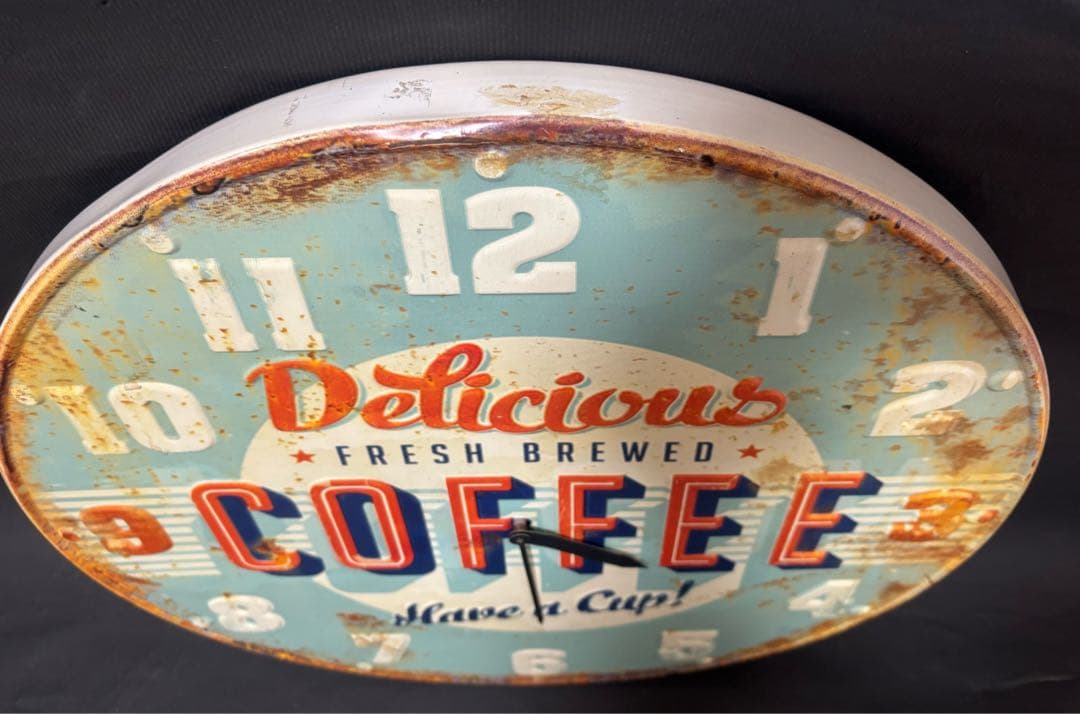 12
11 1
10 2
Delicious
FRESH BREWED
COFFEE
9 3
Have a Cup!
8 4
7 5
6